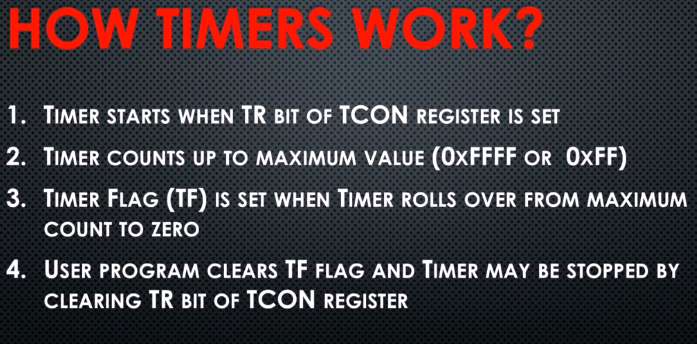 HOW TIMERS WORK?
1. TIMER STARTS WHEN TR BIT OF TCON REGISTER IS SET
2. TIMER COUNTS UP TO MAXIMUM VALUE (0XFFFF OR 0XFF)
3. TIMER FLAG (TF) IS SET WHEN TIMER ROLLS OVER FROM MAXIMUM
COUNT TO ZERO
4. USER PROGRAM CLEARS TF FLAG AND TIMER MAY BE STOPPED BY
CLEARING TR BIT OF TCON REGISTER